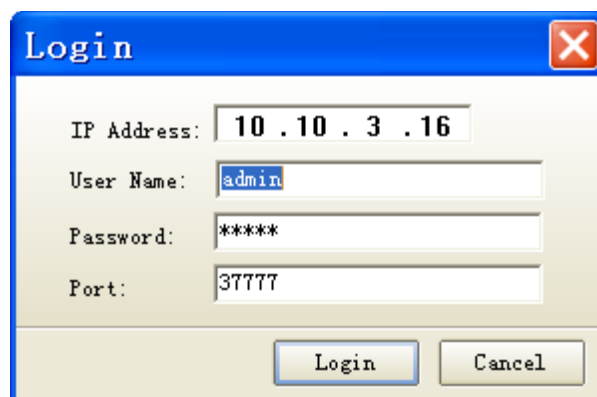 Login
IP Address: 10 . 10 . 3 . 16
User Name: admin
Password: *****
Port: 37777
Login Cancel